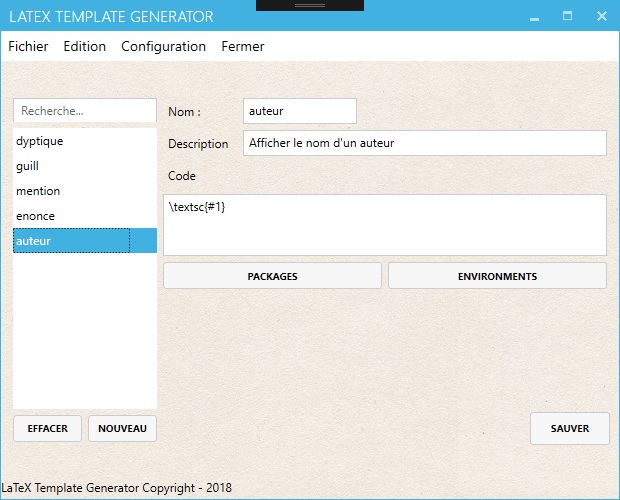 LATEX TEMPLATE GENERATOR
Fichier Edition Configuration Fermer
Recherche...
Nom : auteur
dyptique
Description Afficher le nom d'un auteur
guill
Code
mention
\textsc{#1}
enonce
auteur
PACKAGES ENVIRONMENTS
EFFACER NOUVEAU SAUVER
LaTeX Template Generator Copyright - 2018